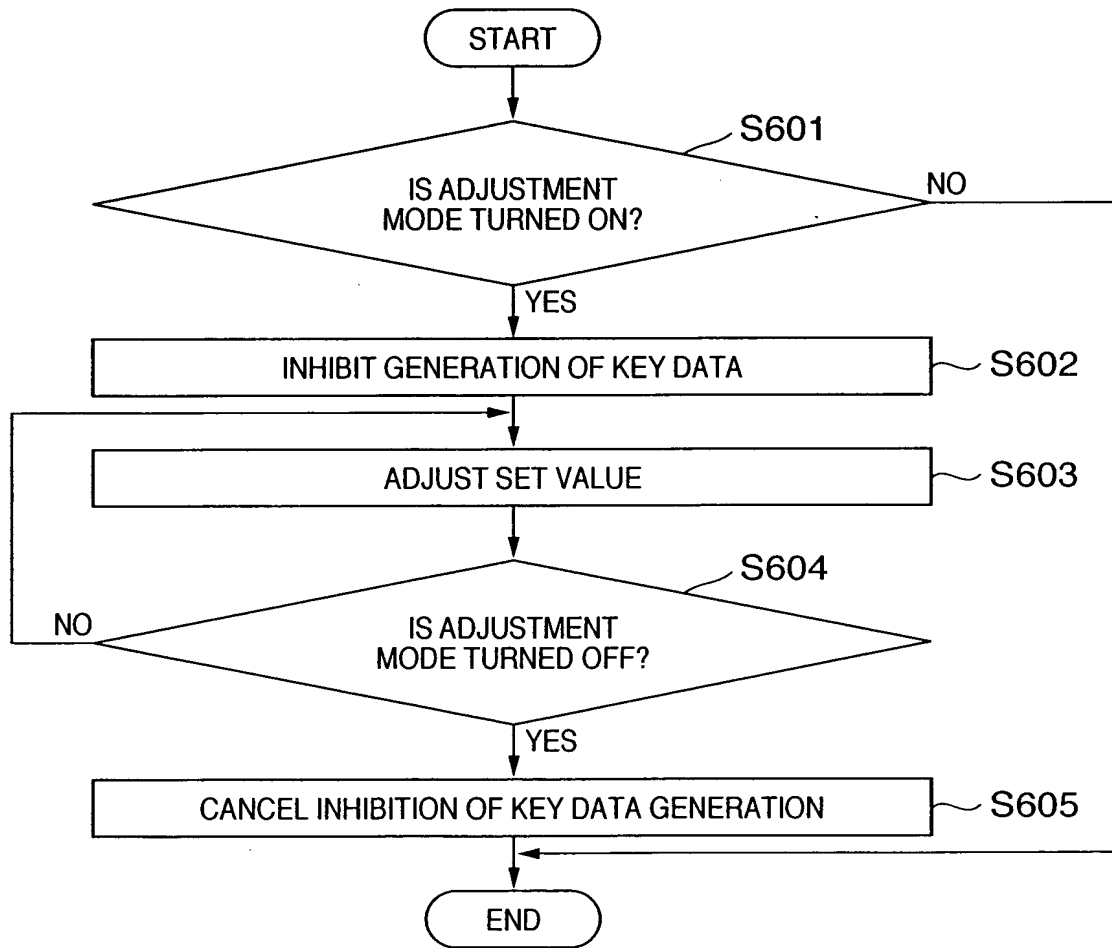 START
S601
IS ADJUSTMENT
MODE TURNED ON?
NO
YES
INHIBIT GENERATION OF KEY DATA
S602
ADJUST SET VALUE
S603
S604
NO
IS ADJUSTMENT
MODE TURNED OFF?
YES
CANCEL INHIBITION OF KEY DATA GENERATION
S605
END